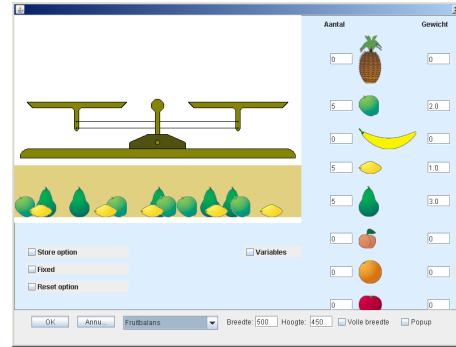 Aantal Gewicht
0 0
5 2.0
0 0
5 1.0
5 3.0
0 0
0 0
0 0
Store option Variables
Fixed
Reset option
OK Annu... Fruitbalans Breedte: 500 Hoogte: 450 Volle breedte Popup